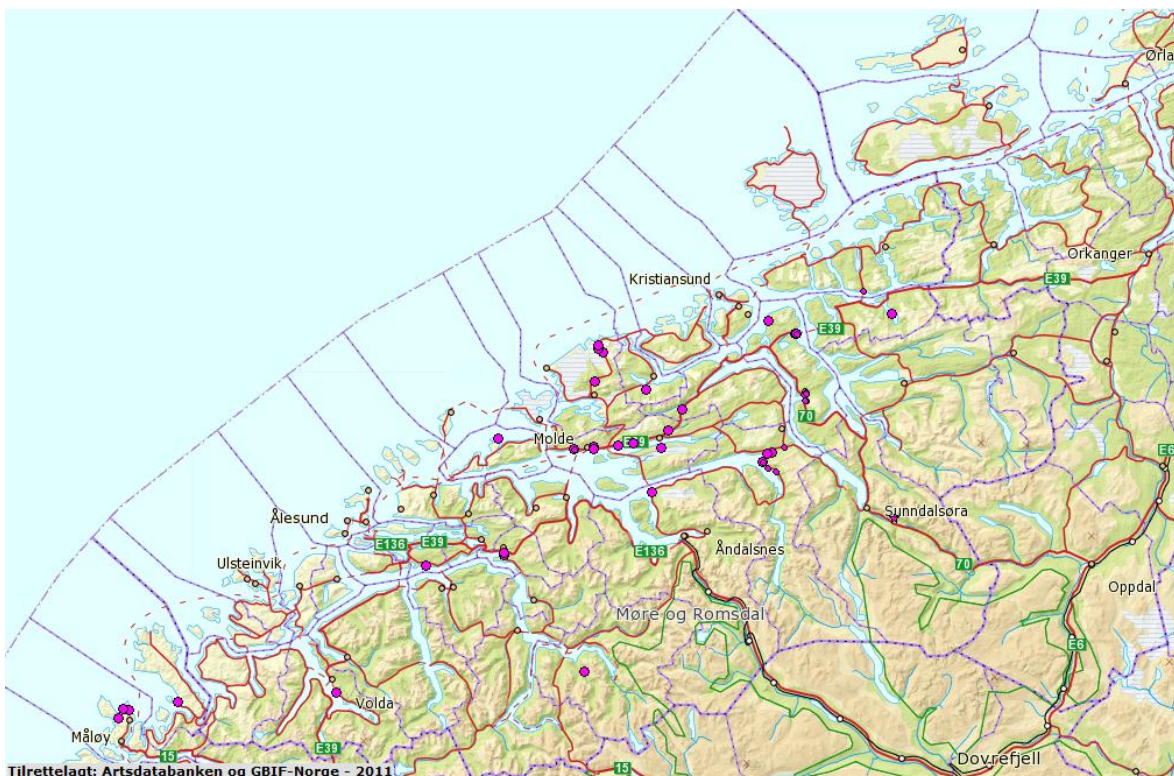 Ørla
Orkanger
Kristiansund
E39
E39
70
Molde
E39
E6
Ålesund
Sunndalsøra
E136
E39
E136
Åndalsnes
Ulsteinvik
70
Oppdal
Møre og Romsdal
E6
Volda
Måløy
15
E39
15
Dovrefjell
Tilrettelagt: Artsdatabanken og GBIF-Norge - 2011